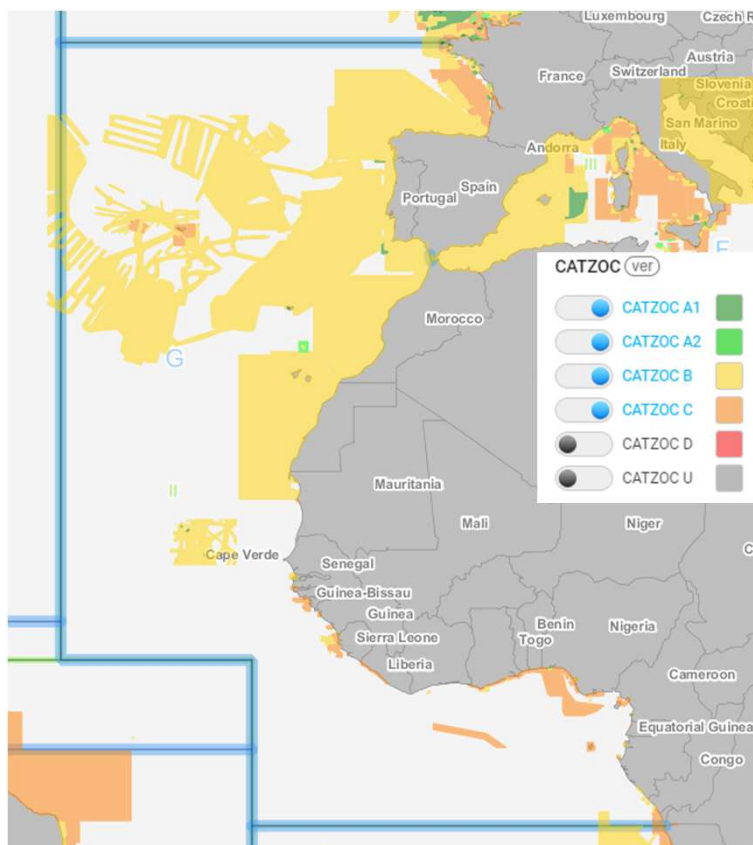 Luxembourg
Czech R
Austria
France
Switzerland
Slovenia
Croati
San Marino
Andorra
Italy
III
Portugal
Spain
CATZOC ver
CATZOC A1
Morocco
CATZOC A2
G
CATZOC B
CATZOC C
CATZOC D
CATZOC U
Mauritania
II
Mali
Niger
Cape Verde
Senegal
Guinea-Bissau
Guinea
Benin
Nigeria
Sierra Leone
Togo
Liberia
Cameroon
Equatorial Guinea
Congo